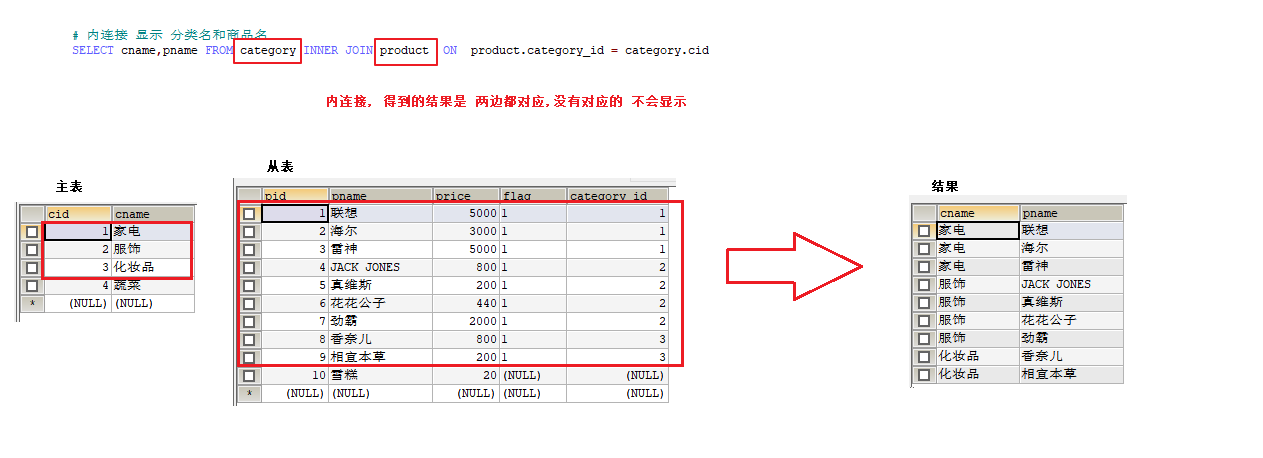 # 内连接 显示 分类名和商品名
SELECT cname,pname FROM category INNER JOIN product ON product.category_id = category.cid
内连接, 得到的结果是 两边都对应,没有对应的 不会显示
主表
cid cname
1 家电
2 服饰
3 化妆品
4 蔬菜
* (NULL) (NULL)
从表
pid pname price flag category_id
1 联想 5000 1 1
2 海尔 3000 1 1
3 雷神 5000 1 1
4 JACK JONES 800 1 2
5 真维斯 200 1 2
6 花花公子 440 1 2
7 劲霸 2000 1 2
8 香奈儿 800 1 3
9 相宜本草 200 1 3
10 雪糕 20 (NULL) (NULL)
* (NULL) (NULL) (NULL) (NULL) (NULL)
结果
cname pname
家电 联想
家电 海尔
家电 雷神
服饰 JACK JONES
服饰 真维斯
服饰 花花公子
服饰 劲霸
化妆品 香奈儿
化妆品 相宜本草